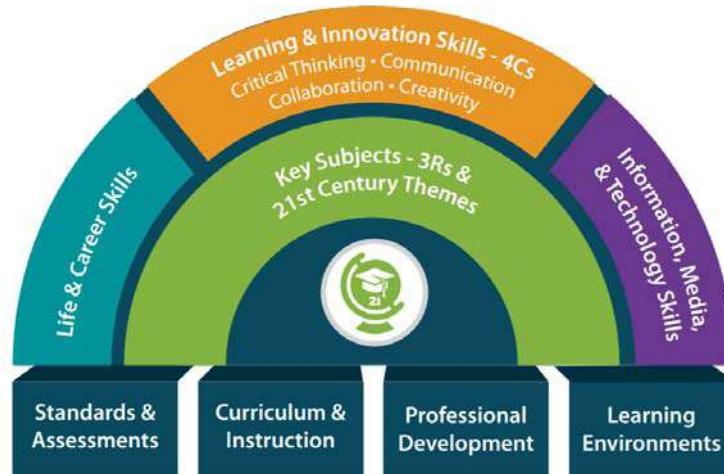 Learning & Innovation Skills - 4Cs
Critical Thinking • Communication
Collaboration • Creativity
Life & Career Skills
Key Subjects - 3Rs &
21st Century Themes
Information, Media,
& Technology Skills
21
Standards &
Assessments
Curriculum &
Instruction
Professional
Development
Learning
Environments